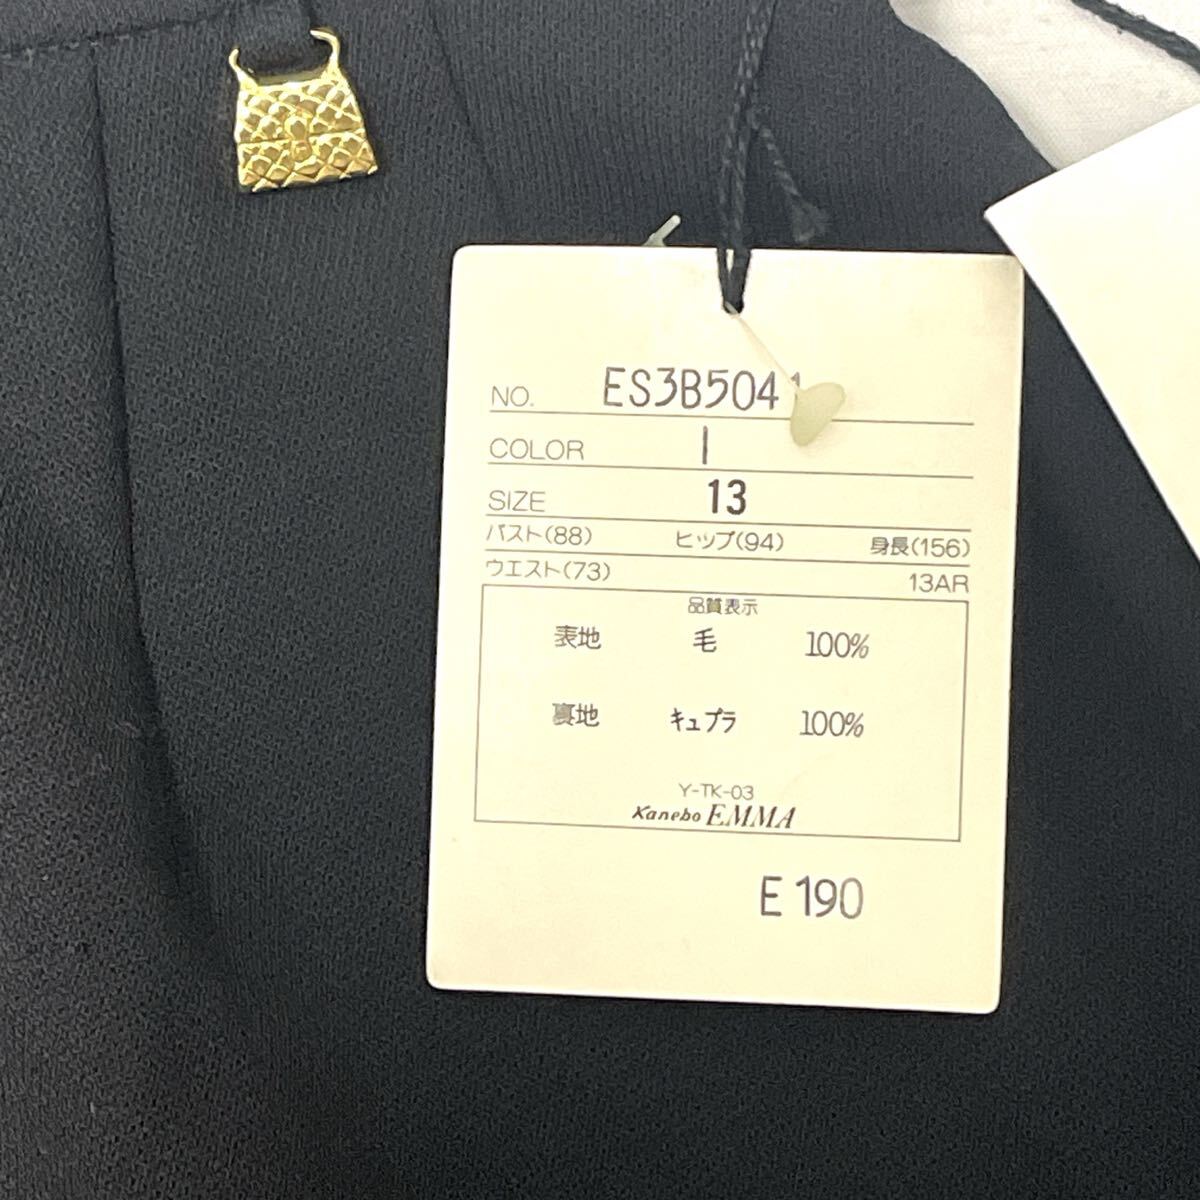 NO. ES3B5041
COLOR 1
SIZE 13
バスト(88) ヒップ(94) 身長(156)
ウエスト(73) 13AR
品質表示
表地 毛 100%
裏地 キュプラ 100%
Y-TK-03
Kanebo EMMA
E 190